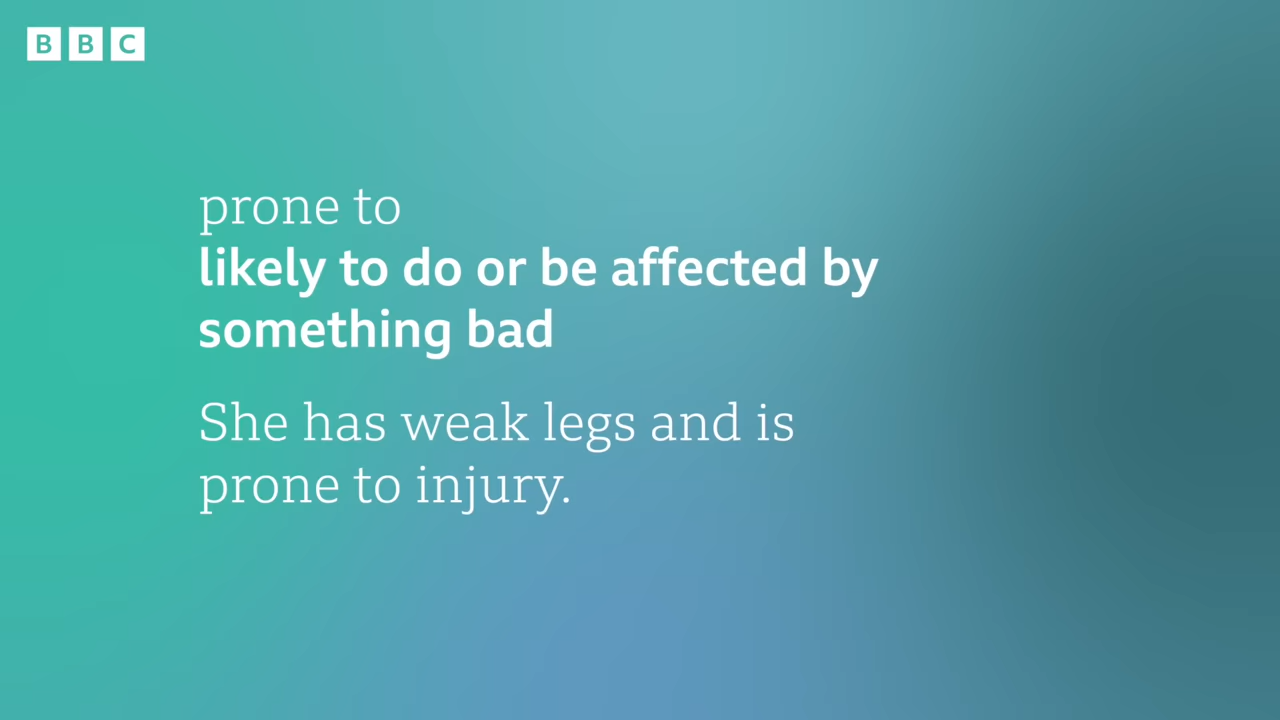 BBC
prone to
likely to do or be affected by
something bad
She has weak legs and is
prone to injury.